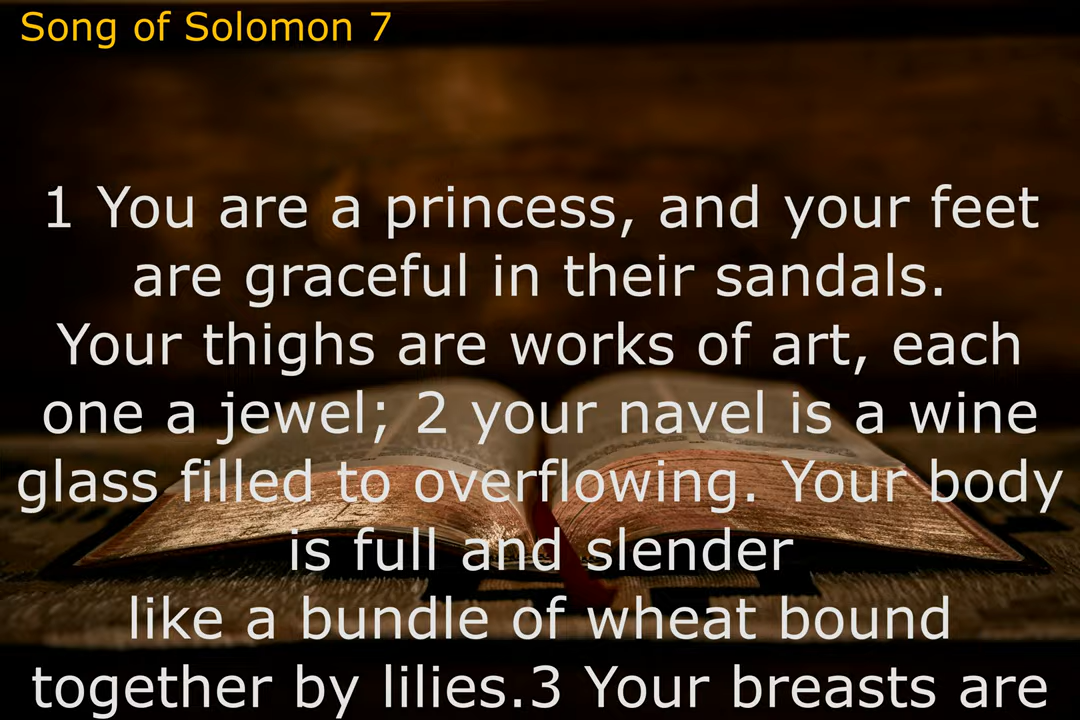 Song of Solomon 7
1 You are a princess, and your feet
are graceful in their sandals.
Your thighs are works of art, each
one a jewel; 2 your navel is a wine
glass filled to overflowing. Your body
is full and slender
like a bundle of wheat bound
together by lilies.3 Your breasts are